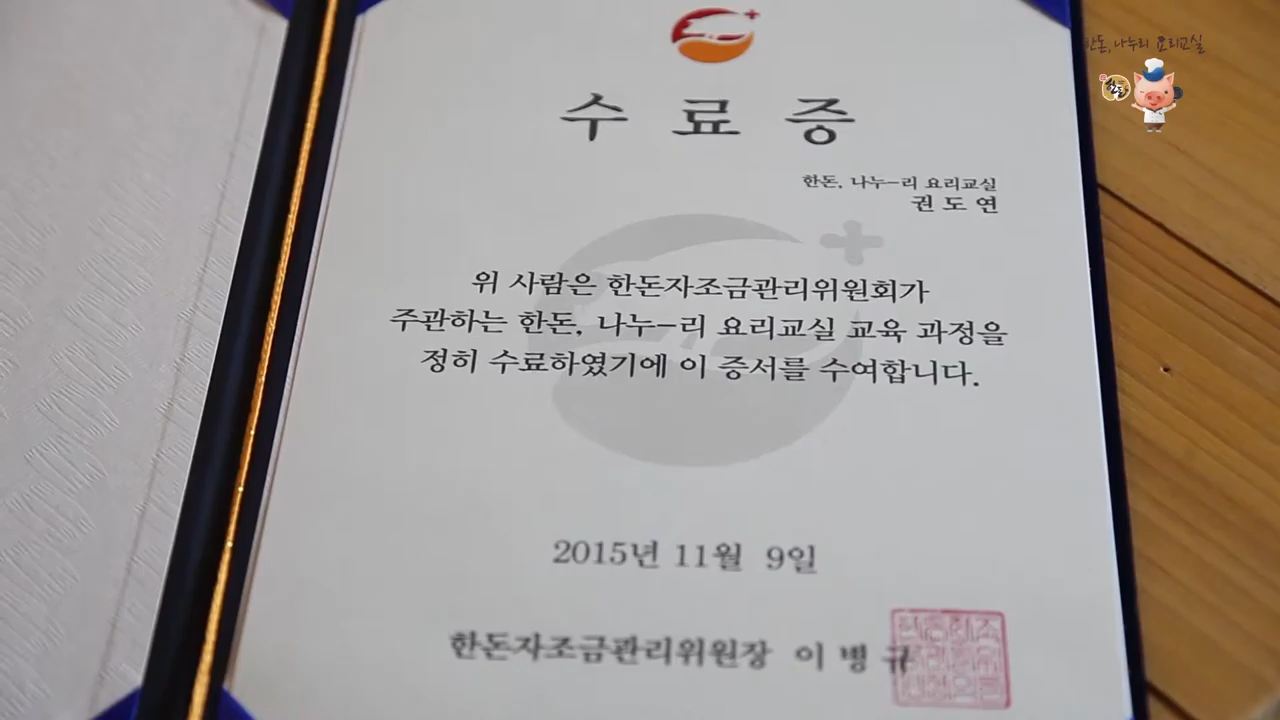 한돈, 나누리 요리교실
한돈
수 료 증
한돈, 나누-리 요리교실
권 도 연
위 사람은 한돈자조금관리위원회가
주관하는 한돈, 나누-리 요리교실 교육 과정을
정히 수료하였기에 이 증서를 수여합니다.
2015년 11월 9일
한돈자조금관리위원장 이 병 규